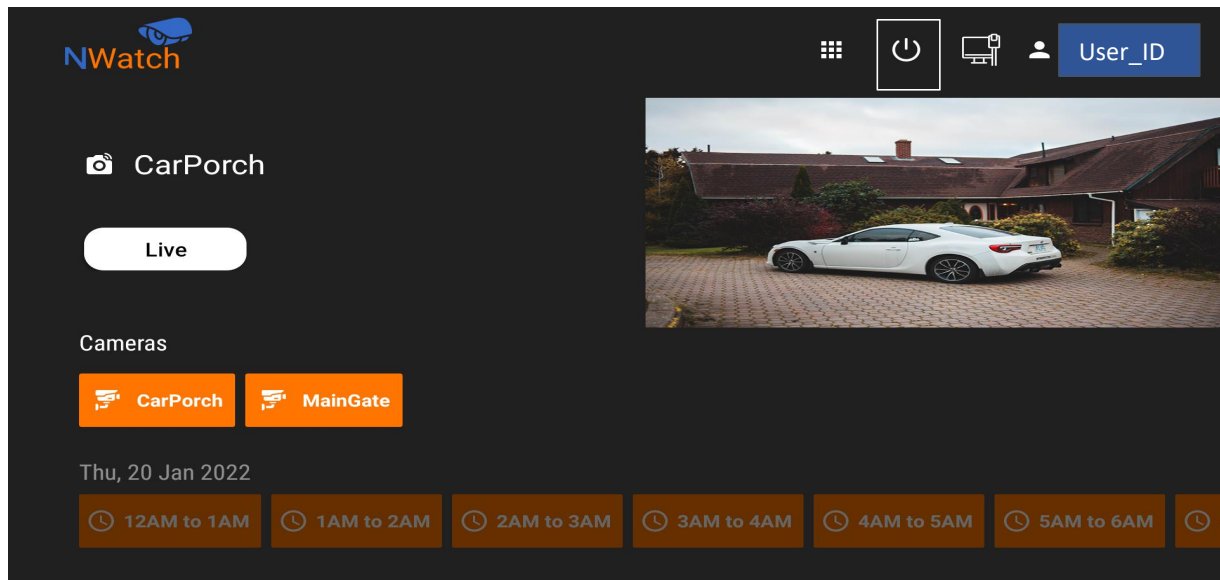 NWatch
User_ID
CarPorch
Live
Cameras
CarPorch MainGate
Thu, 20 Jan 2022
12AM to 1AM 1AM to 2AM 2AM to 3AM 3AM to 4AM 4AM to 5AM 5AM to 6AM